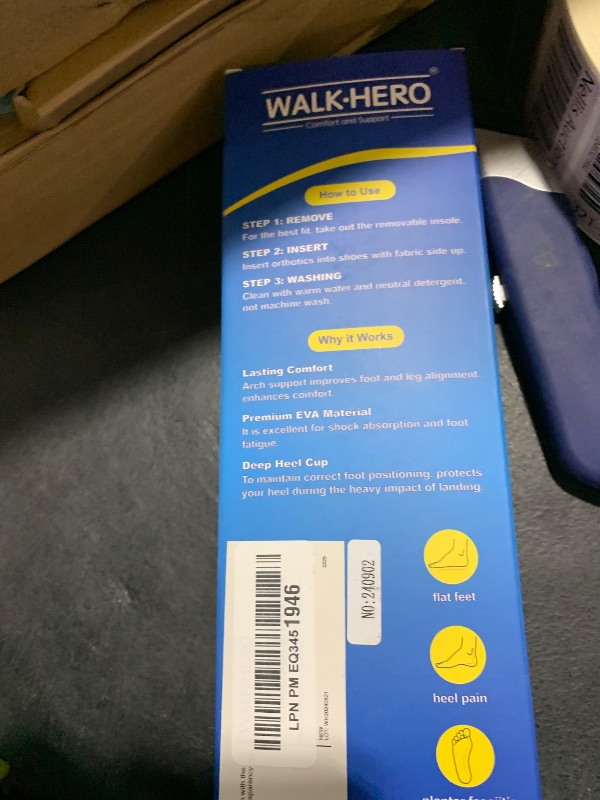 WALK•HERO®
Comfort and Support
How to Use
STEP 1: REMOVE
For the best fit, take out the removable insole.
STEP 2: INSERT
Insert orthotics into shoes with fabric side up.
STEP 3: WASHING
Clean with warm water and neutral detergent,
not machine wash.
Why it Works
Lasting Comfort
Arch support improves foot and leg alignment
enhances comfort.
Premium EVA Material
It is excellent for shock absorption and foot
fatigue.
Deep Heel Cup
To maintain correct foot positioning, protects
your heel during the heavy impact of landing.
flat feet
heel pain
NO:240902
LPN PM EQ3451946
NEW